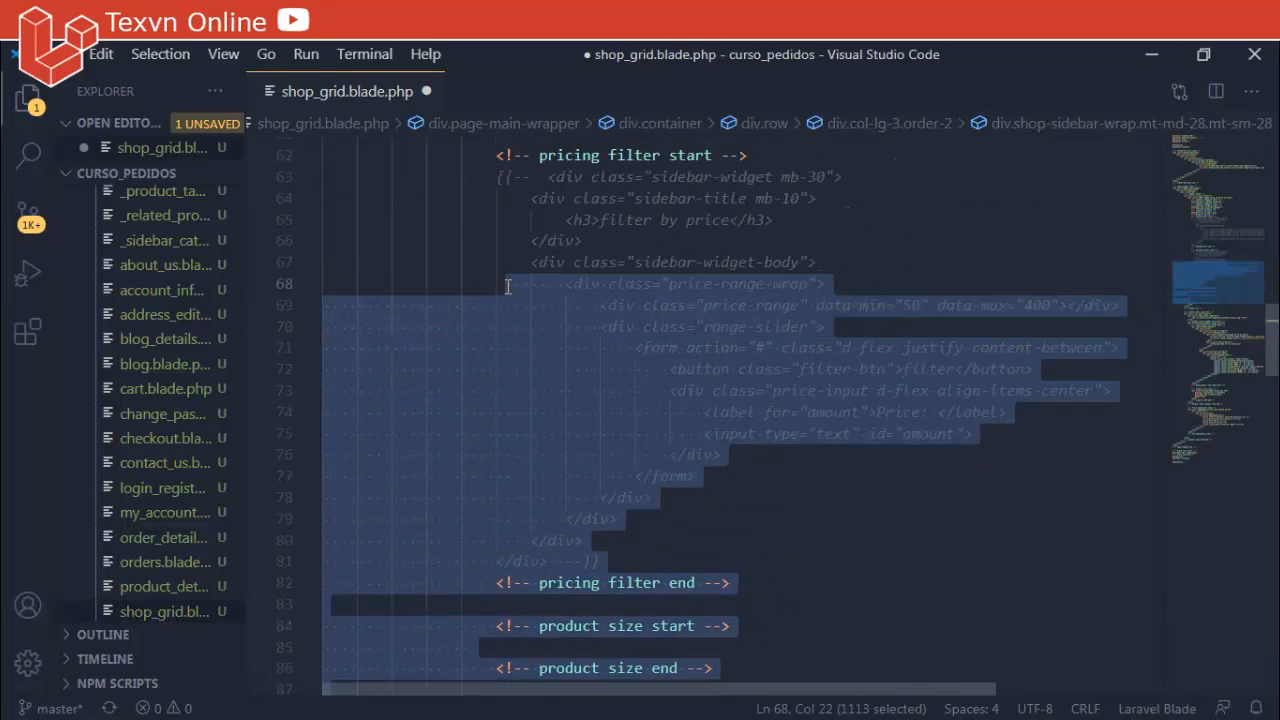 Texvn Online
Edit Selection View Go Run Terminal Help
● shop_grid.blade.php - curso_pedidos - Visual Studio Code
EXPLORER
shop_grid.blade.php
OPEN EDITO... 1 UNSAVED
shop_grid.blade.php > div.page-main-wrapper > div.container > div.row > div.col-lg-3.order-2 > div.shop-sidebar-wrap.mt-md-28.mt-sm-28
1
shop_grid.bl... U
CURSO_PEDIDOS
_product_ta... U
_related_pro... U
1K+
_sidebar_cat... U
about_us.bla... U
account_inf... U
address_edit... U
blog_details.... U
blog.blade.p... U
cart.blade.php U
change_pas... U
checkout.bla... U
contact_us.b... U
login_regist... U
my_account.... U
order_detail... U
orders.blade... U
product_det... U
shop_grid.bl... U
OUTLINE
TIMELINE
NPM SCRIPTS
62 <!-- pricing filter start -->
63 {{-- <div class="sidebar-widget mb-30">
64 <div class="sidebar-title mb-10">
65 <h3>filter by price</h3>
66 </div>
67 <div class="sidebar-widget-body">
68 <div class="price-range-wrap">
69 <div class="price-range" data-min="50" data-max="400"></div>
70 <div class="range-slider">
71 <form action="#" class="d-flex justify-content-between">
72 <button class="filter-btn">filter</button>
73 <div class="price-input d-flex align-items-center">
74 <label for="amount">Price: </label>
75 <input type="text" id="amount">
76 </div>
77 </form>
78 </div>
79 </div>
80 </div>
81 </div> --}}
82 <!-- pricing filter end -->
83
84 <!-- product size start -->
85
86 <!-- product size end -->
87
master* 0 0 Ln 68, Col 22 (1113 selected) Spaces: 4 UTF-8 CRLF Laravel Blade